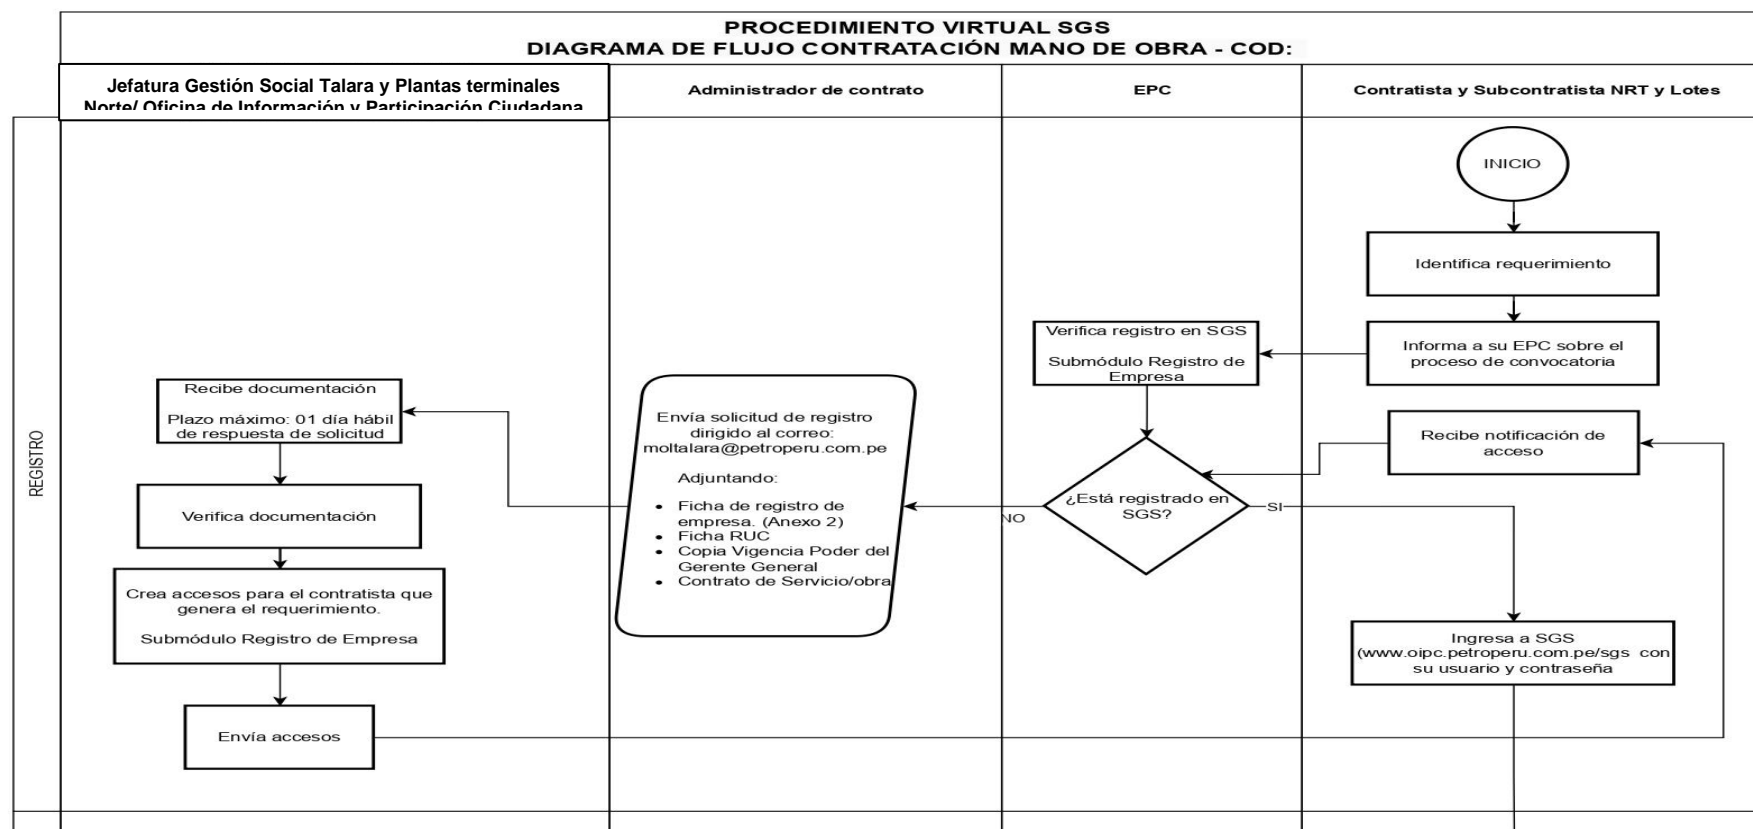 PROCEDIMIENTO VIRTUAL SGS
DIAGRAMA DE FLUJO CONTRATACIÓN MANO DE OBRA - COD:
Jefatura Gestión Social Talara y Plantas terminales
Norte/ Oficina de Información y Participación Ciudadana
Administrador de contrato
EPC
Contratista y Subcontratista NRT y Lotes
REGISTRO
INICIO
Identifica requerimiento
Informa a su EPC sobre el
proceso de convocatoria
Verifica registro en SGS
Submódulo Registro de
Empresa
¿Está registrado en
SGS?
NO
SI
Envía solicitud de registro
dirigido al correo:
moltalara@petroperu.com.pe
Adjuntando:
• Ficha de registro de
empresa. (Anexo 2)
• Ficha RUC
• Copia Vigencia Poder del
Gerente General
• Contrato de Servicio/obra
Recibe documentación
Plazo máximo: 01 día hábil
de respuesta de solicitud
Verifica documentación
Crea accesos para el contratista que
genera el requerimiento.
Submódulo Registro de Empresa
Envía accesos
Recibe notificación de
acceso
Ingresa a SGS
(www.oipc.petroperu.com.pe/sgs con
su usuario y contraseña